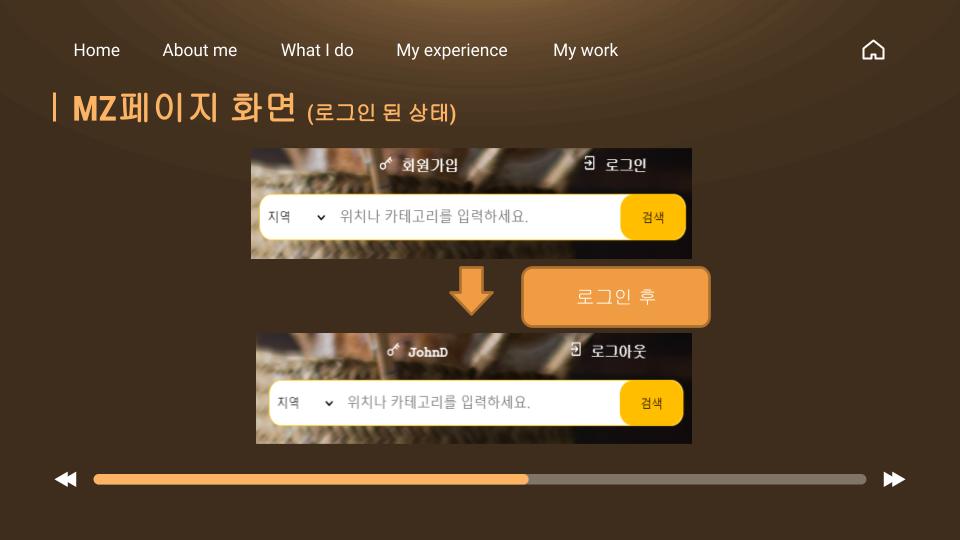 Home About me What I do My experience My work
MZ페이지 화면 (로그인 된 상태)
회원가입 로그인
지역 위치나 카테고리를 입력하세요. 검색
로그인 후
JohnD 로그아웃
지역 위치나 카테고리를 입력하세요. 검색